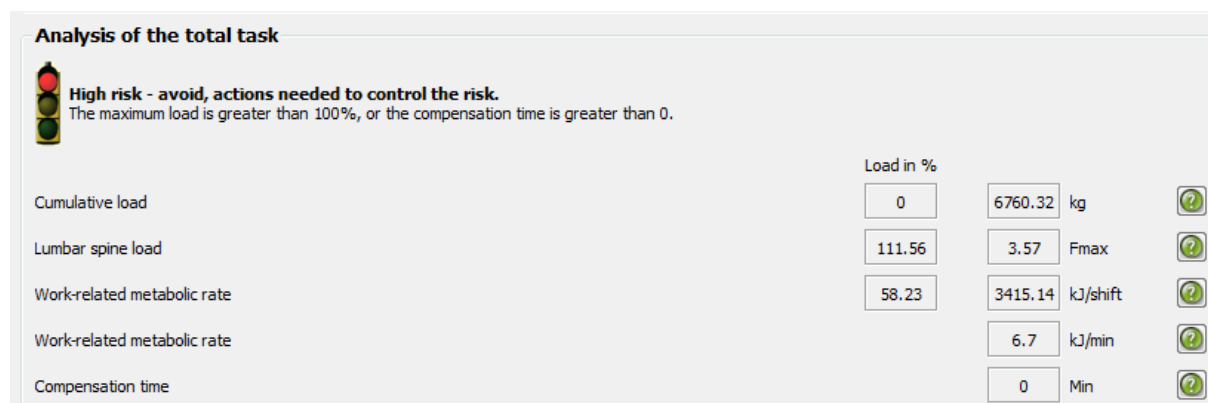 Analysis of the total task
High risk - avoid, actions needed to control the risk.
The maximum load is greater than 100%, or the compensation time is greater than 0.
Load in %
Cumulative load 0 6760.32 kg
Lumbar spine load 111.56 3.57 Fmax
Work-related metabolic rate 58.23 3415.14 kJ/shift
Work-related metabolic rate 6.7 kJ/min
Compensation time 0 Min